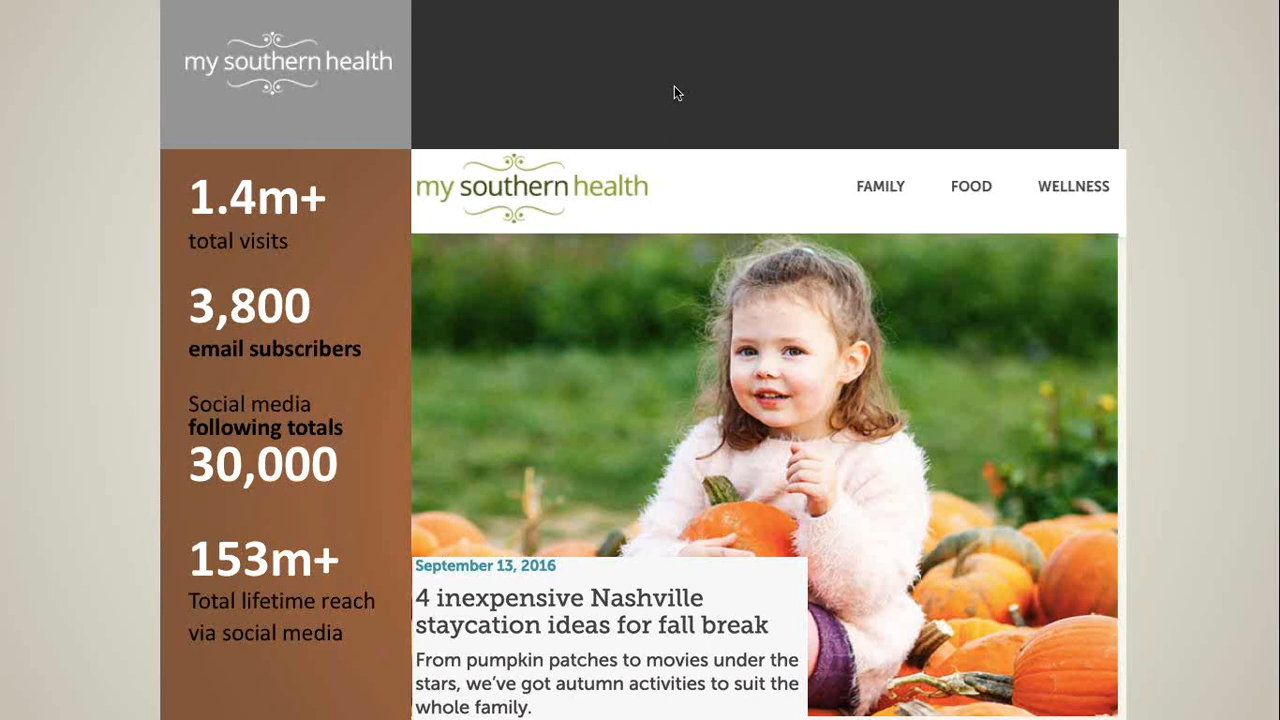 my southern health
1.4m+
total visits
3,800
email subscribers
Social media
following totals
30,000
153m+
Total lifetime reach
via social media
my southern health
FAMILY FOOD WELLNESS
September 13, 2016
4 inexpensive Nashville
staycation ideas for fall break
From pumpkin patches to movies under the
stars, we've got autumn activities to suit the
whole family.